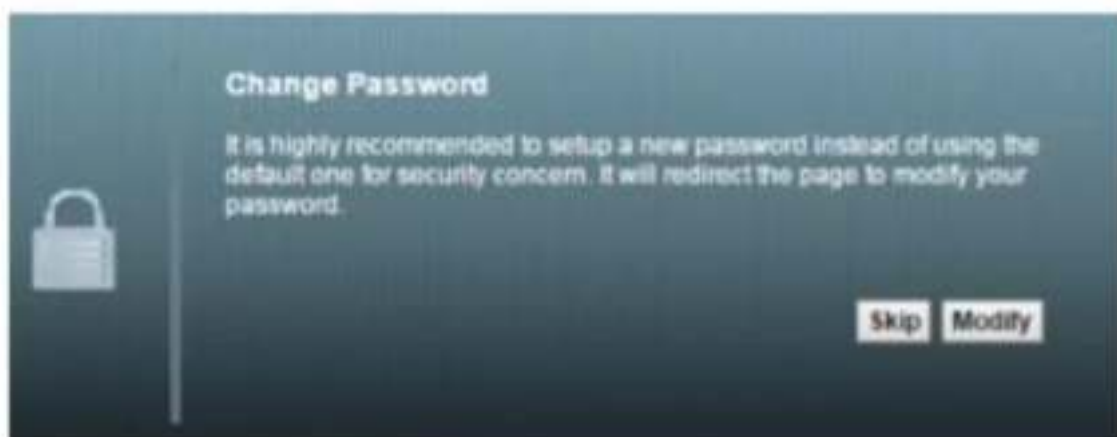 Change Password
It is highly recommended to setup a new password instead of using the
default one for security concern. It will redirect the page to modify your
password.
Skip Modify